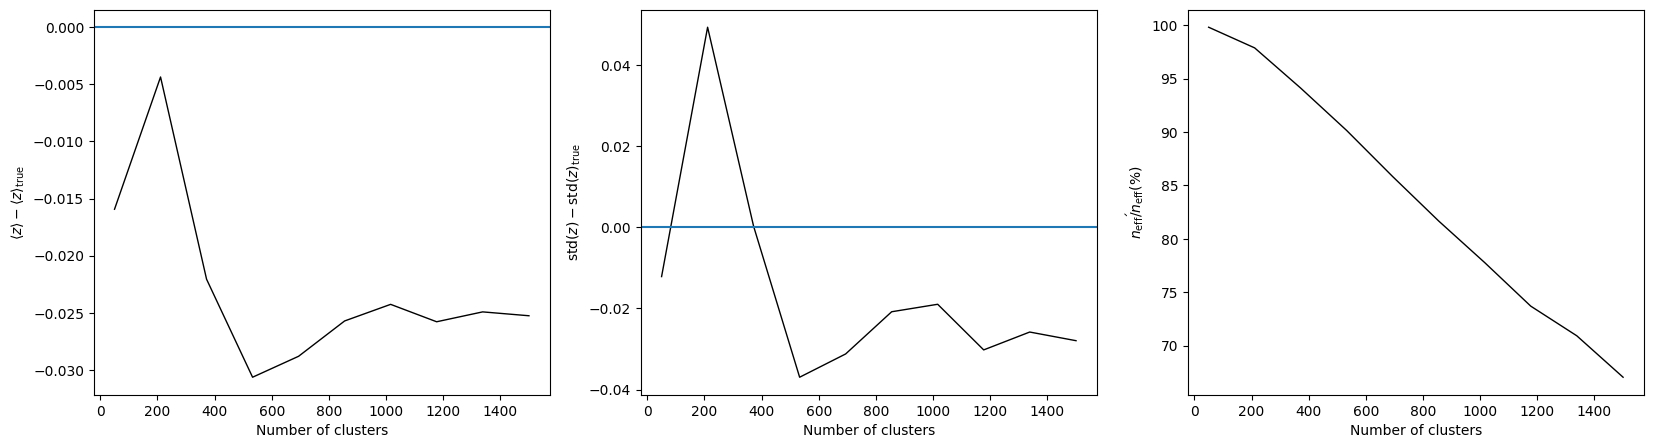 0.000
−0.005
−0.010
−0.015
−0.020
−0.025
−0.030
⟨z⟩ − ⟨z⟩true
0 200 400 600 800 1000 1200 1400
Number of clusters
0.04
0.02
0.00
−0.02
−0.04
std(z) − std(z)true
0 200 400 600 800 1000 1200 1400
Number of clusters
100
95
90
85
80
75
70
n′eff/neff(%)
0 200 400 600 800 1000 1200 1400
Number of clusters